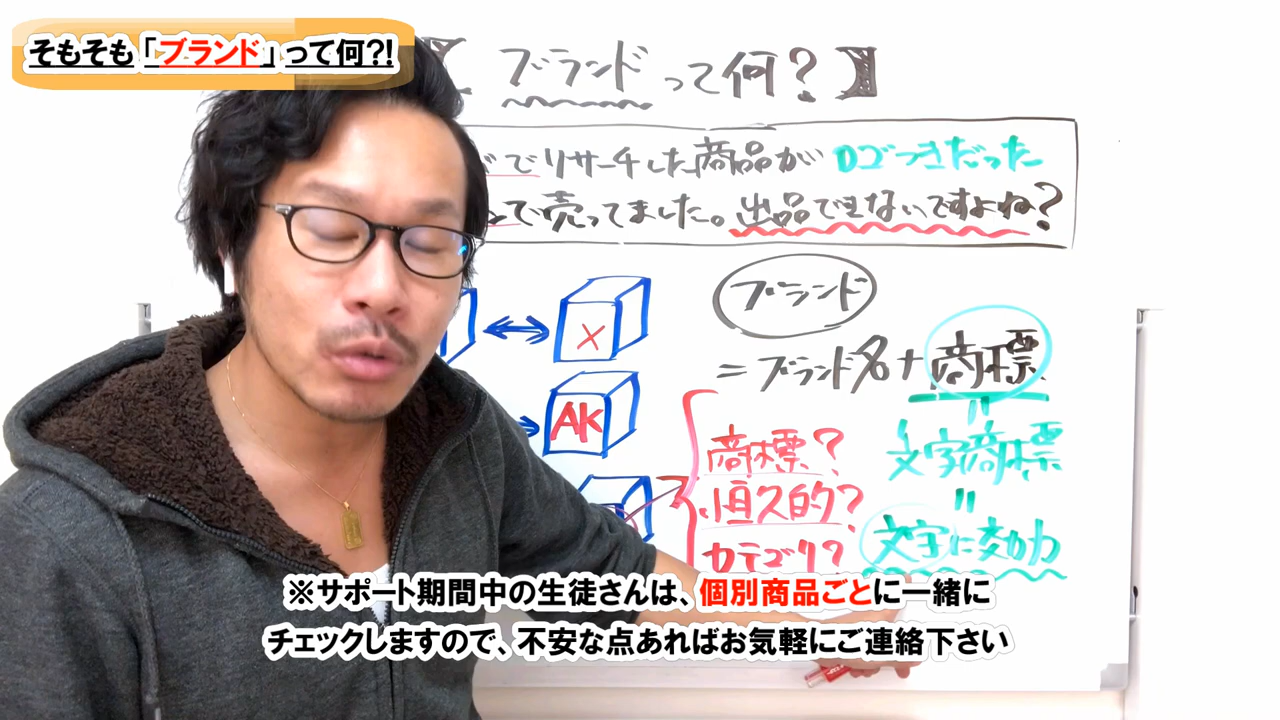 そもそも「ブランド」って何?!
【ブランドって何?】
でリサーチした商品がロゴつきだった
で売ってました。出品できないですよね?
ブランド
X
=ブランド名+商標
AK
=
商標?
文字商標
恒久的?
=
カテゴリ?
文字に効力
※サポート期間中の生徒さんは、個別商品ごとに一緒に
チェックしますので、不安な点あればお気軽にご連絡下さい